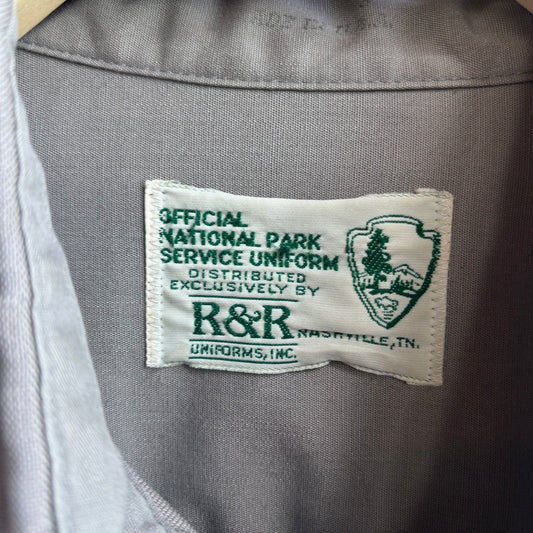 OFFICIAL
NATIONAL PARK
SERVICE UNIFORM
DISTRIBUTED
EXCLUSIVELY BY
R&R
NASHVILLE, TN.
UNIFORMS, INC.